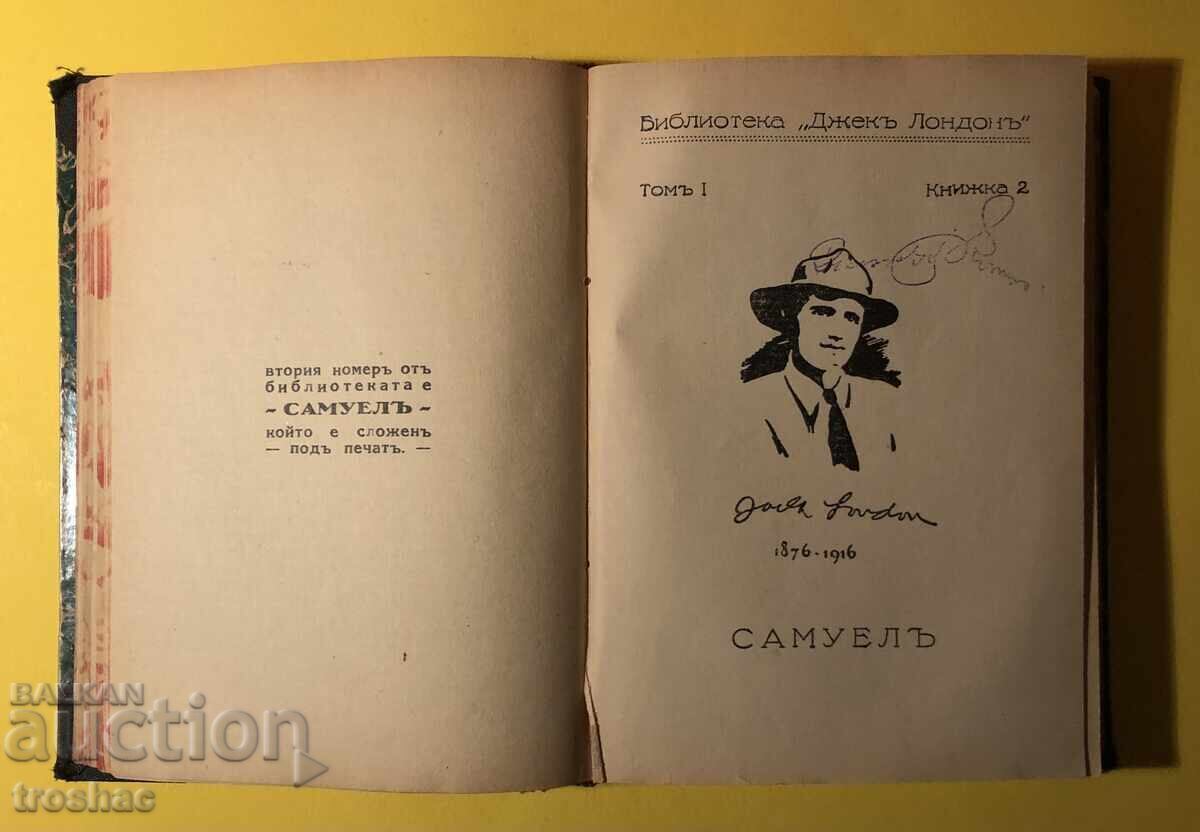 втория номеръ отъ
библиотеката е
~ САМУЕЛЪ ~
който е сложенъ
— подъ печатъ. —
Библиотека „Джекъ Лондонъ“
Томъ I Книжка 2
Jack London
1876-1916
САМУЕЛЪ
BALKAN
auction
troshac